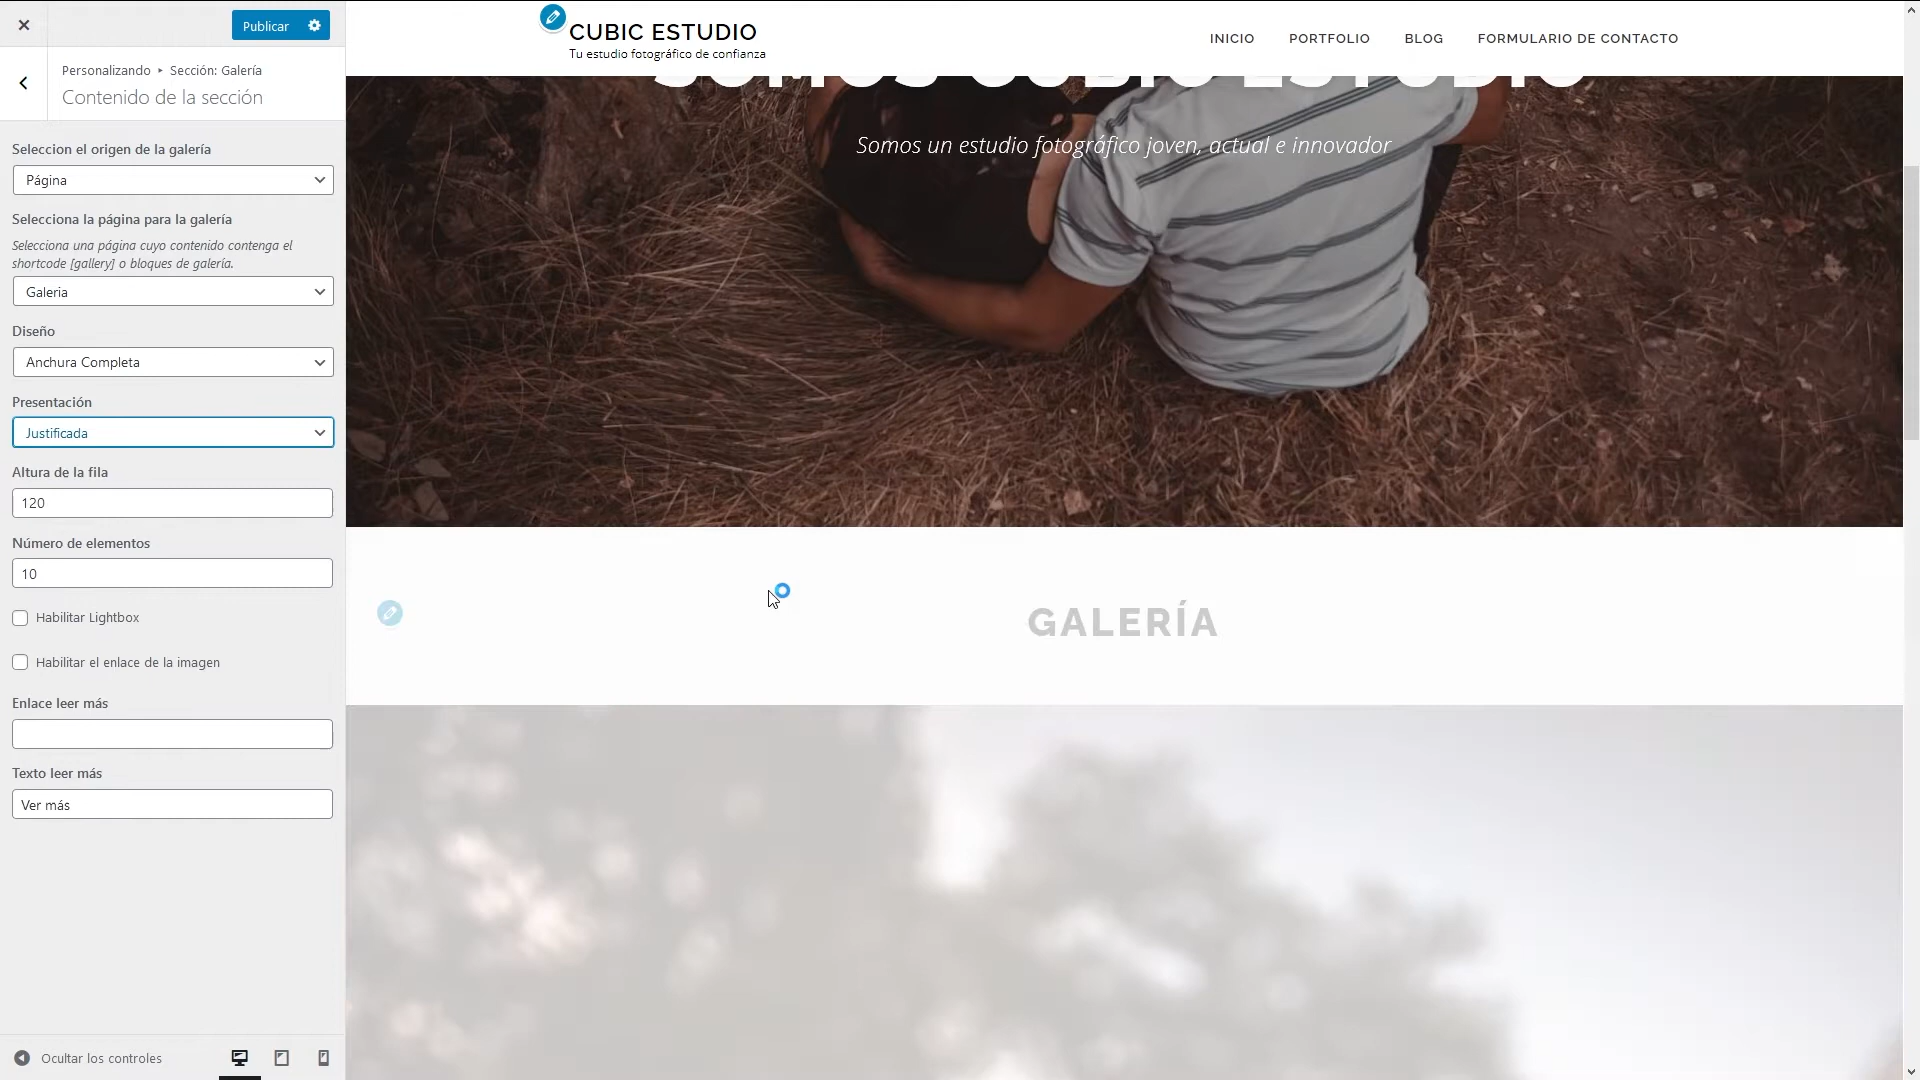 Publicar
Personalizando ▸ Sección: Galería
Contenido de la sección
Seleccion el origen de la galería
Página
Selecciona la página para la galería
Selecciona una página cuyo contenido contenga el
shortcode [gallery] o bloques de galería.
Galeria
Diseño
Anchura Completa
Presentación
Justificada
Altura de la fila
120
Número de elementos
10
Habilitar Lightbox
Habilitar el enlace de la imagen
Enlace leer más
Texto leer más
Ver más
Ocultar los controles
CUBIC ESTUDIO
Tu estudio fotográfico de confianza
INICIO PORTFOLIO BLOG FORMULARIO DE CONTACTO
SOMOS CUBIC ESTUDIO
Somos un estudio fotográfico joven, actual e innovador
GALERÍA